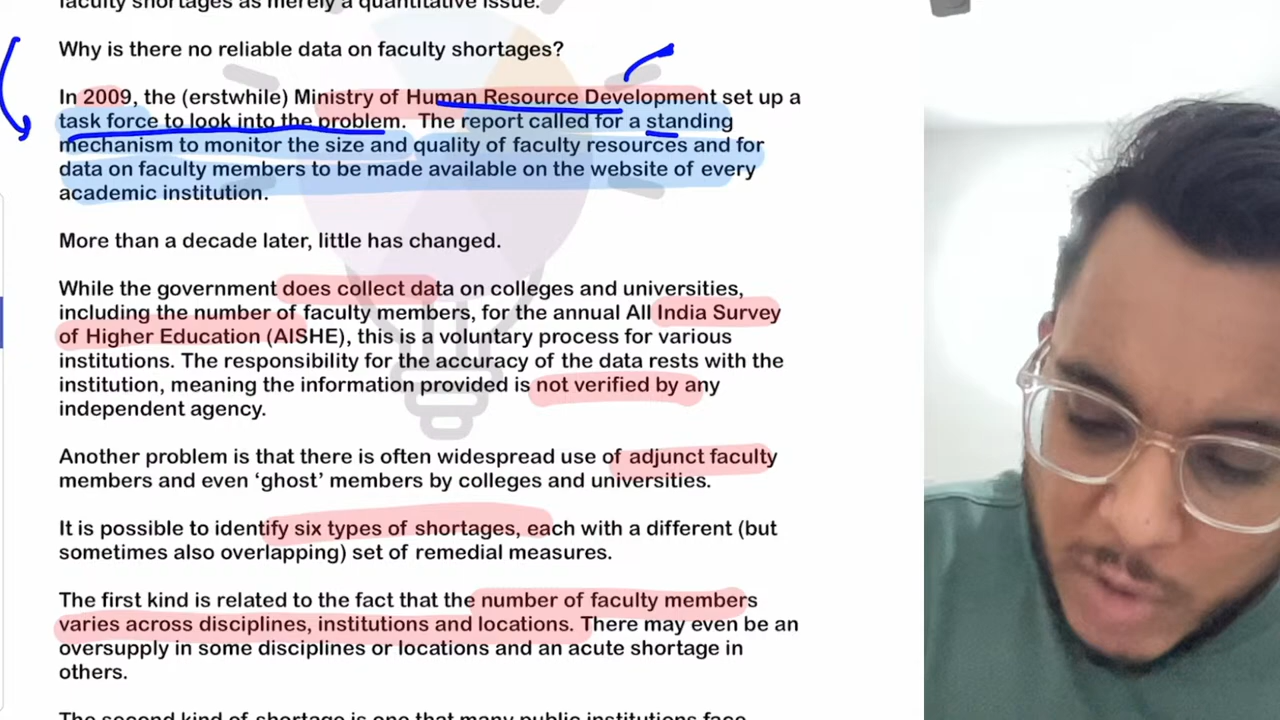 faculty shortages as merely a quantitative issue.
Why is there no reliable data on faculty shortages?
In 2009, the (erstwhile) Ministry of Human Resource Development set up a
task force to look into the problem. The report called for a standing
mechanism to monitor the size and quality of faculty resources and for
data on faculty members to be made available on the website of every
academic institution.
More than a decade later, little has changed.
While the government does collect data on colleges and universities,
including the number of faculty members, for the annual All India Survey
of Higher Education (AISHE), this is a voluntary process for various
institutions. The responsibility for the accuracy of the data rests with the
institution, meaning the information provided is not verified by any
independent agency.
Another problem is that there is often widespread use of adjunct faculty
members and even ‘ghost’ members by colleges and universities.
It is possible to identify six types of shortages, each with a different (but
sometimes also overlapping) set of remedial measures.
The first kind is related to the fact that the number of faculty members
varies across disciplines, institutions and locations. There may even be an
oversupply in some disciplines or locations and an acute shortage in
others.
The second kind of shortage is one that many public institutions face